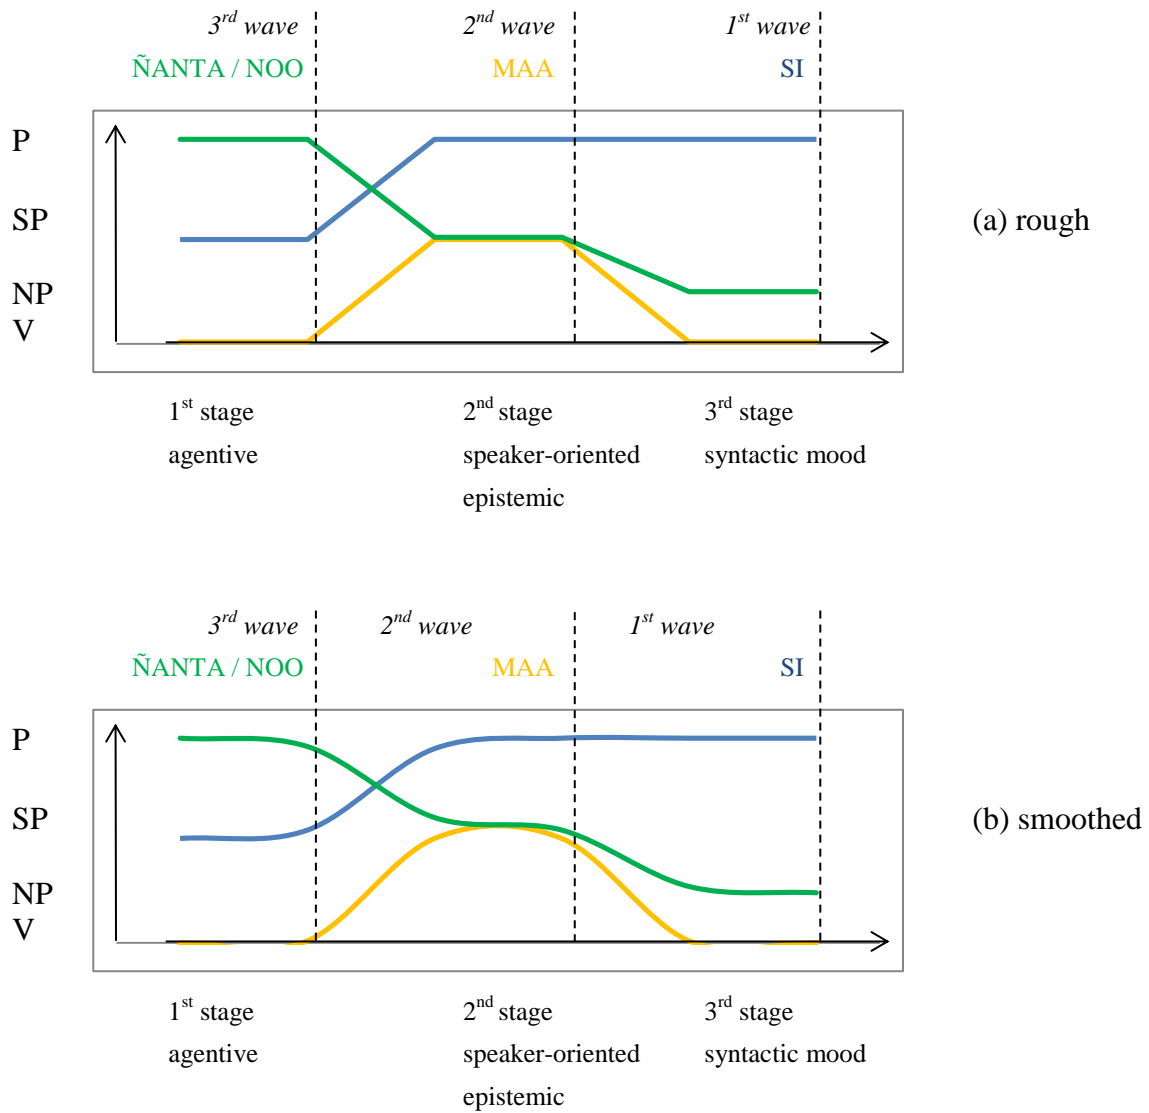 3rd wave 2nd wave 1st wave
ÑANTA / NOO MAA SI
P
SP
(a) rough
NP
V
1st stage 2nd stage 3rd stage
agentive speaker-oriented syntactic mood
epistemic
3rd wave 2nd wave 1st wave
ÑANTA / NOO MAA SI
P
SP
(b) smoothed
NP
V
1st stage 2nd stage 3rd stage
agentive speaker-oriented syntactic mood
epistemic